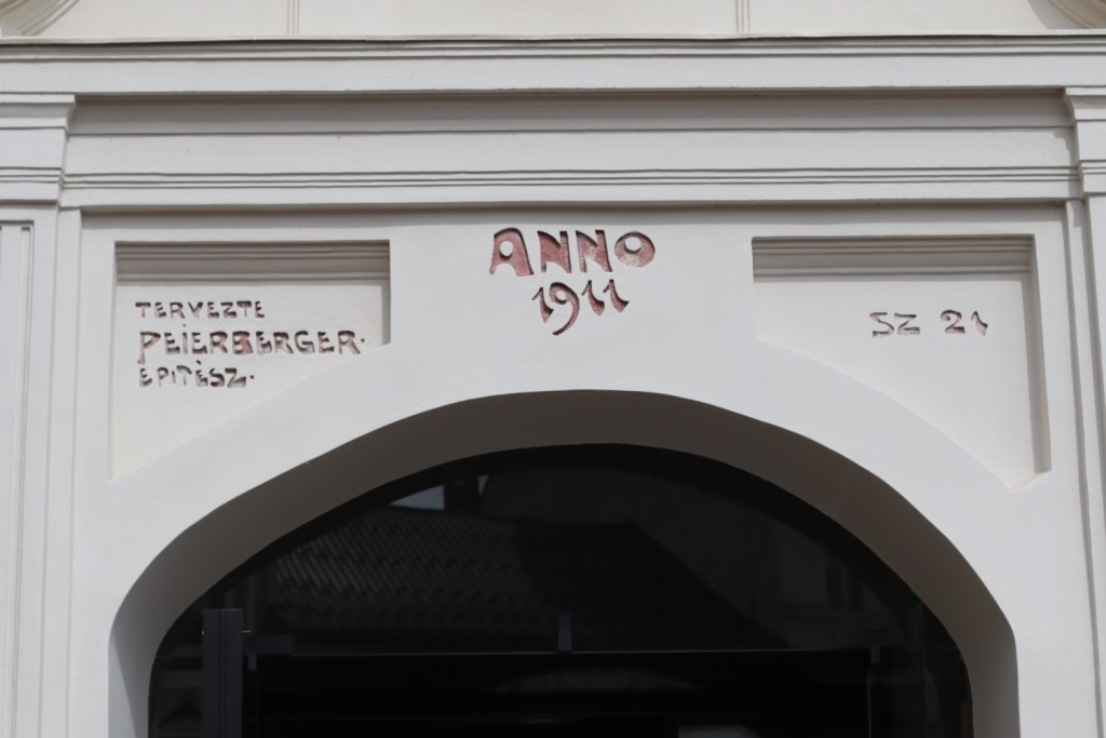 ANNO
1911
TERVEZTE
PEIERBERGER.
EPITÉSZ.
SZ 21